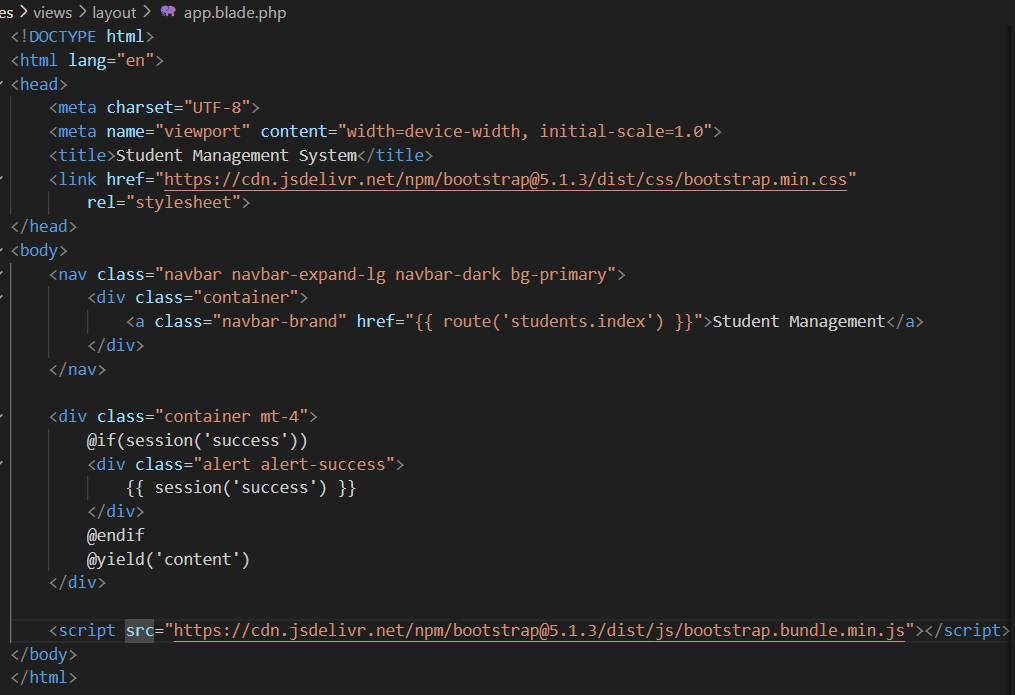 es > views > layout > app.blade.php
<!DOCTYPE html>
<html lang="en">
<head>
    <meta charset="UTF-8">
    <meta name="viewport" content="width=device-width, initial-scale=1.0">
    <title>Student Management System</title>
    <link href="https://cdn.jsdelivr.net/npm/bootstrap@5.1.3/dist/css/bootstrap.min.css"
        rel="stylesheet">
</head>
<body>
    <nav class="navbar navbar-expand-lg navbar-dark bg-primary">
        <div class="container">
            <a class="navbar-brand" href="{{ route('students.index') }}">Student Management</a>
        </div>
    </nav>

    <div class="container mt-4">
        @if(session('success'))
        <div class="alert alert-success">
            {{ session('success') }}
        </div>
        @endif
        @yield('content')
    </div>

    <script src="https://cdn.jsdelivr.net/npm/bootstrap@5.1.3/dist/js/bootstrap.bundle.min.js"></script>
</body>
</html>